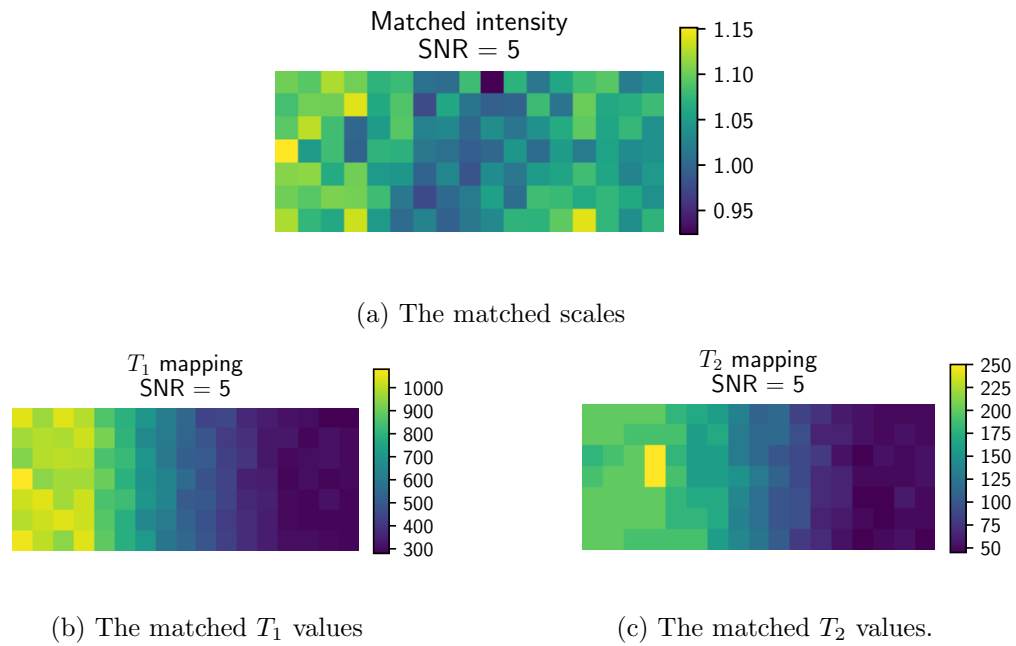 Matched intensity
SNR = 5
1.15
1.10
1.05
1.00
0.95
(a) The matched scales
T₁ mapping
SNR = 5
1000
900
800
700
600
500
400
300
(b) The matched T₁ values
T₂ mapping
SNR = 5
250
225
200
175
150
125
100
75
50
(c) The matched T₂ values.